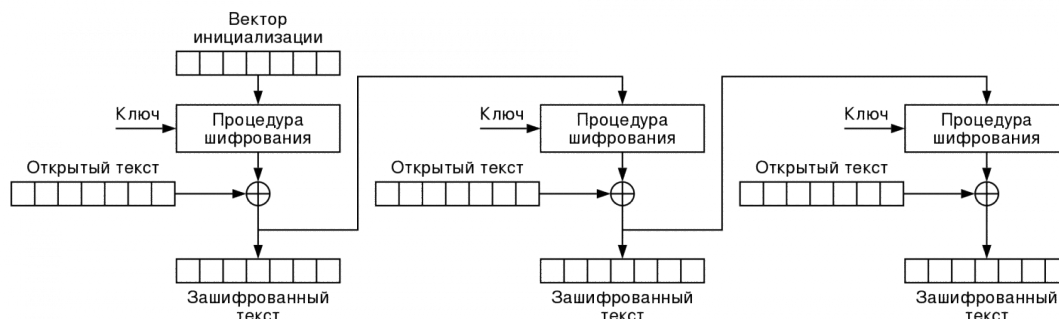 Вектор
инициализации
Ключ
Процедура
шифрования
Открытый текст
Зашифрованный
текст
Ключ
Процедура
шифрования
Открытый текст
Зашифрованный
текст
Ключ
Процедура
шифрования
Открытый текст
Зашифрованный
текст